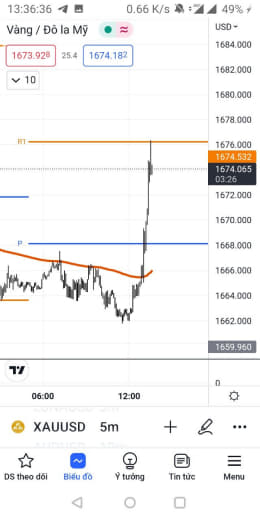 13:36:36 0.66 K/s 49%
Vàng / Đô la Mỹ
USD
1673.928 25.4 1674.182
10
1684.000
1682.000
1680.000
1678.000
R1
1676.000
1674.532
1674.065
03:26
1672.000
1670.000
P
1668.000
1666.000
1664.000
1662.000
1659.960
0
06:00 12:00
XAUUSD 5m
DS theo dõi Biểu đồ Ý tưởng Tin tức Menu